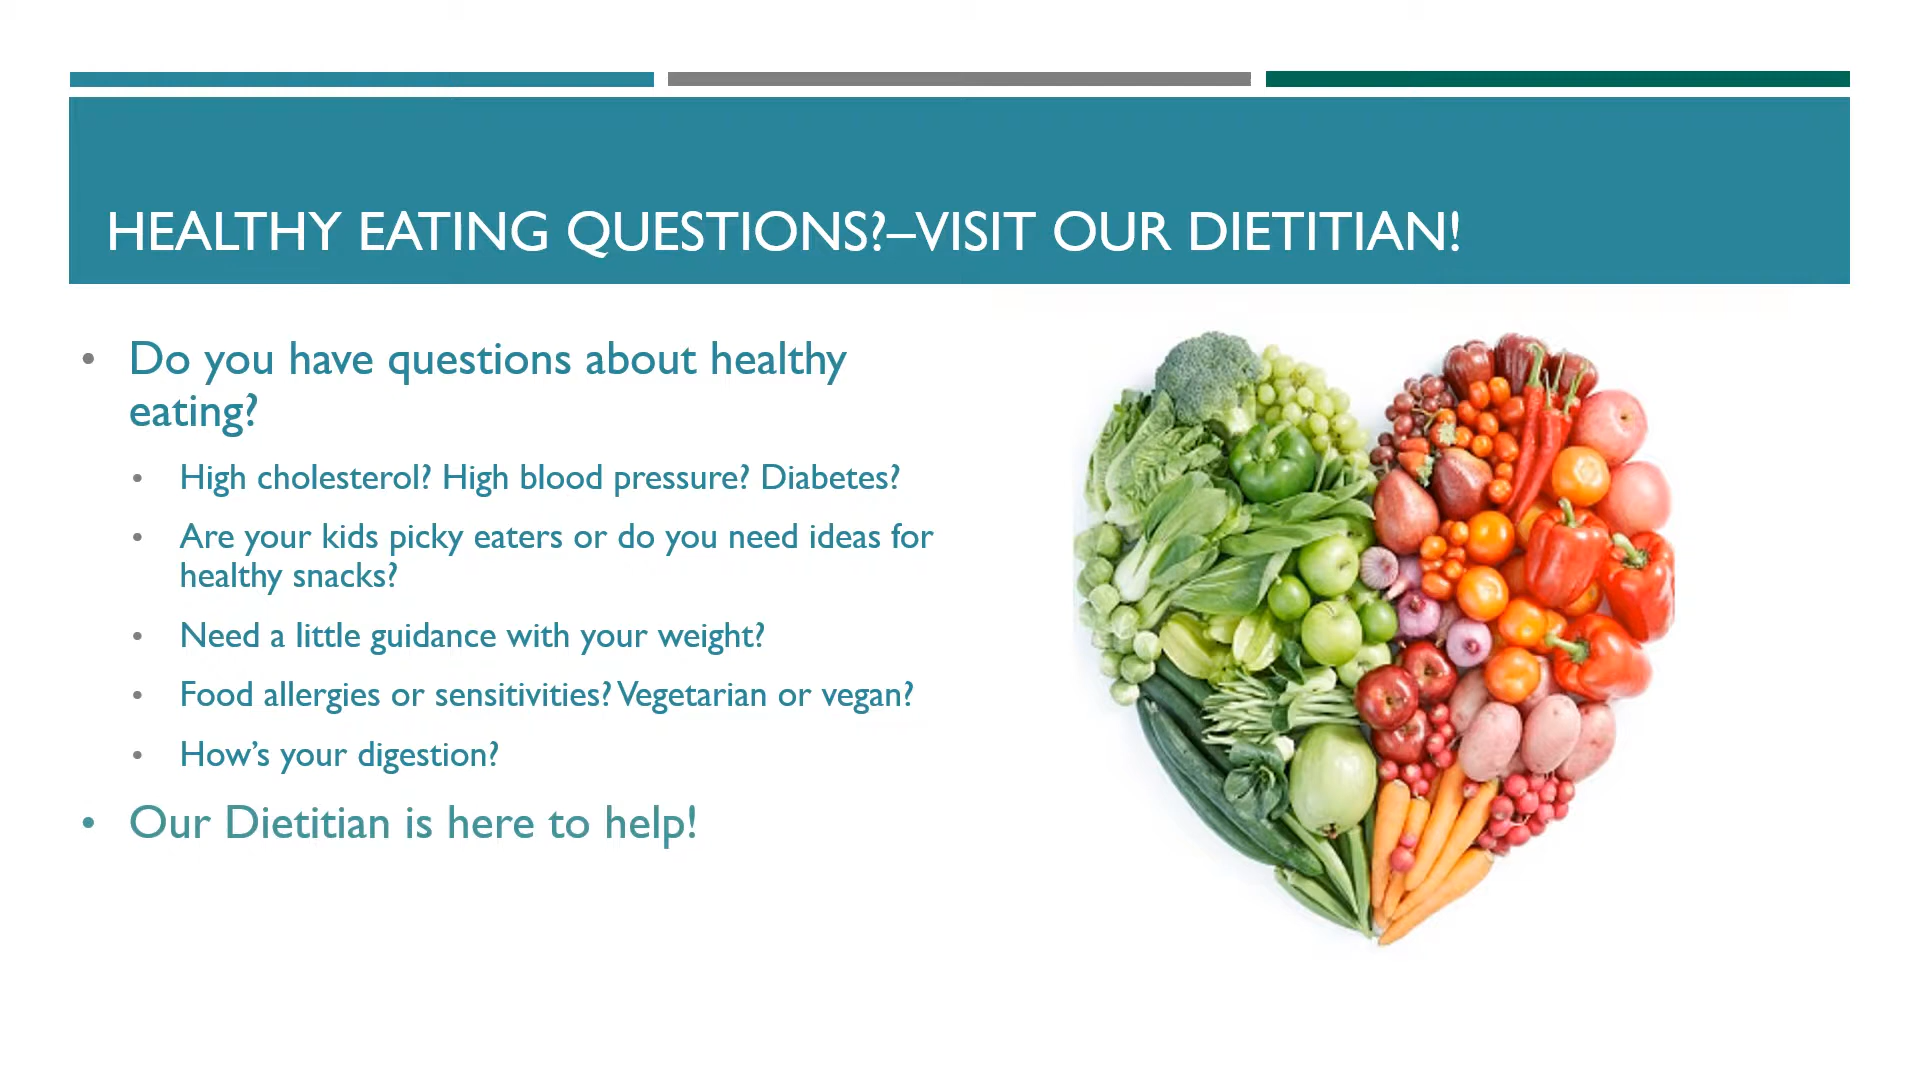 HEALTHY EATING QUESTIONS?–VISIT OUR DIETITIAN!
• Do you have questions about healthy
eating?
• High cholesterol? High blood pressure? Diabetes?
• Are your kids picky eaters or do you need ideas for
healthy snacks?
• Need a little guidance with your weight?
• Food allergies or sensitivities? Vegetarian or vegan?
• How’s your digestion?
• Our Dietitian is here to help!